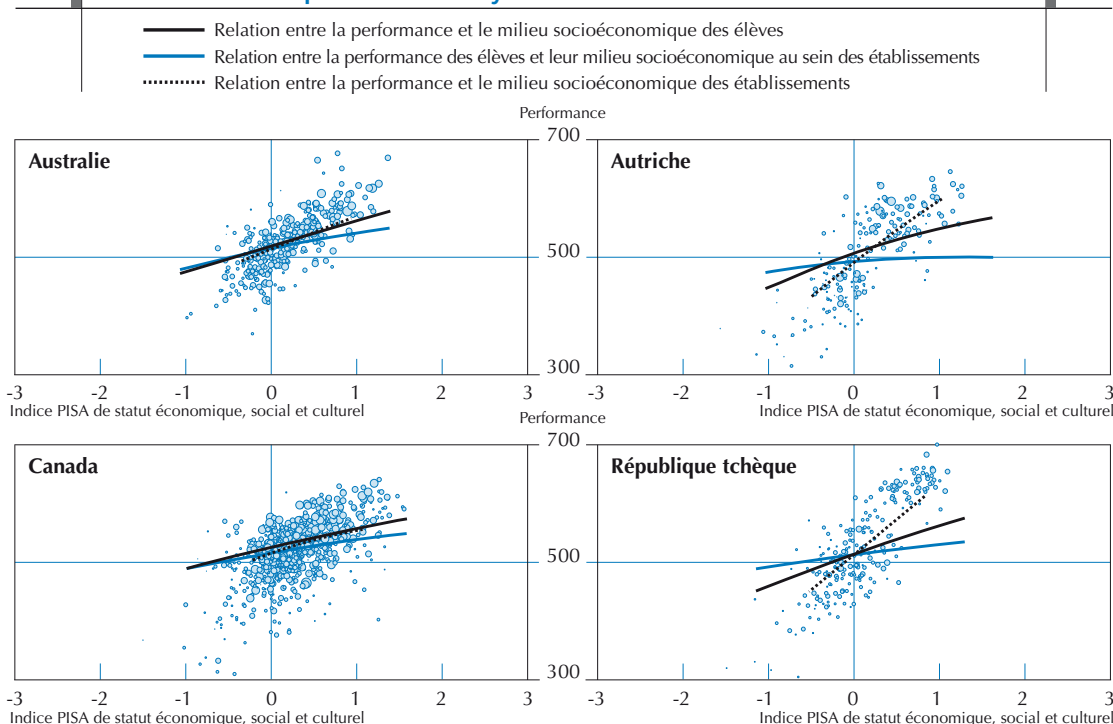 Relation entre la performance et le milieu socioéconomique des élèves
Relation entre la performance des élèves et leur milieu socioéconomique au sein des établissements
Relation entre la performance et le milieu socioéconomique des établissements
Performance
700
Australie
Autriche
500
300
-3 -2 -1 0 1 2 3
-3 -2 -1 0 1 2 3
Indice PISA de statut économique, social et culturel
Indice PISA de statut économique, social et culturel
Performance
700
Canada
République tchèque
500
300
-3 -2 -1 0 1 2 3
-3 -2 -1 0 1 2 3
Indice PISA de statut économique, social et culturel
Indice PISA de statut économique, social et culturel